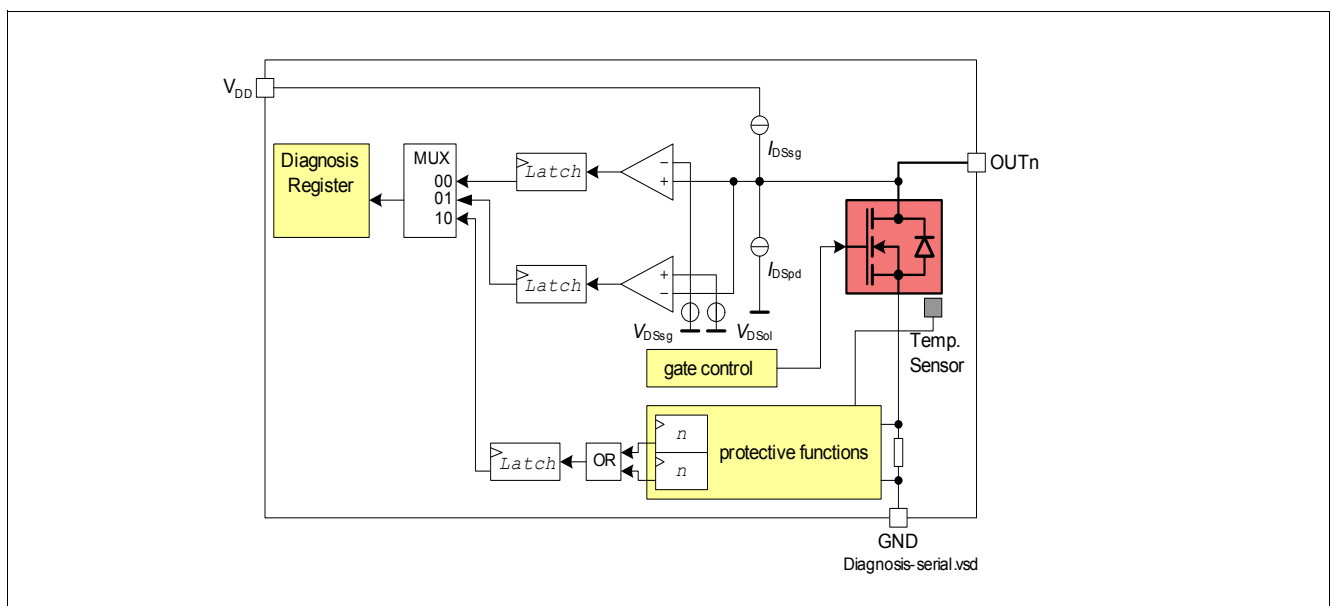 VDD
IDSsg
Diagnosis
Register
MUX
00
01
10
Latch
−
+
OUTn
Latch
+
−
IDSpd
VDSsg
VDSol
Temp.
Sensor
gate control
Latch
OR
n
n
protective functions
GND
Diagnosis-serial.vsd